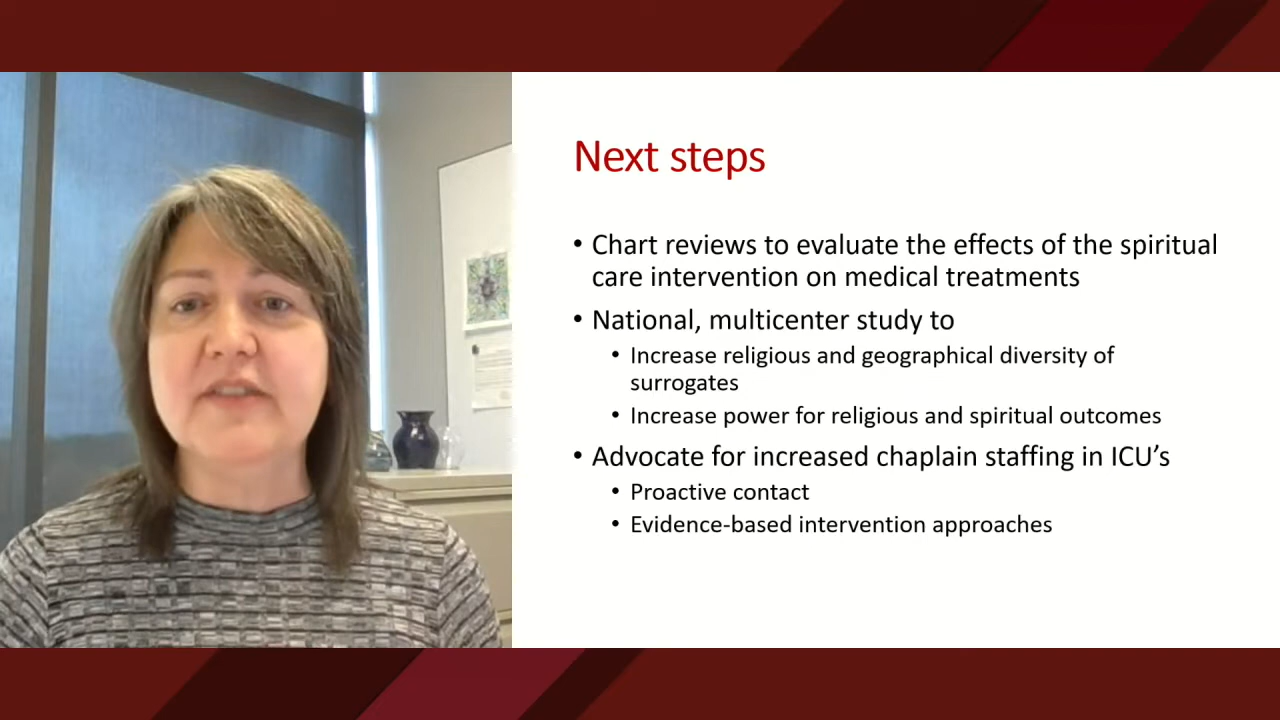 Next steps
• Chart reviews to evaluate the effects of the spiritual
care intervention on medical treatments
• National, multicenter study to
• Increase religious and geographical diversity of
surrogates
• Increase power for religious and spiritual outcomes
• Advocate for increased chaplain staffing in ICU's
• Proactive contact
• Evidence-based intervention approaches